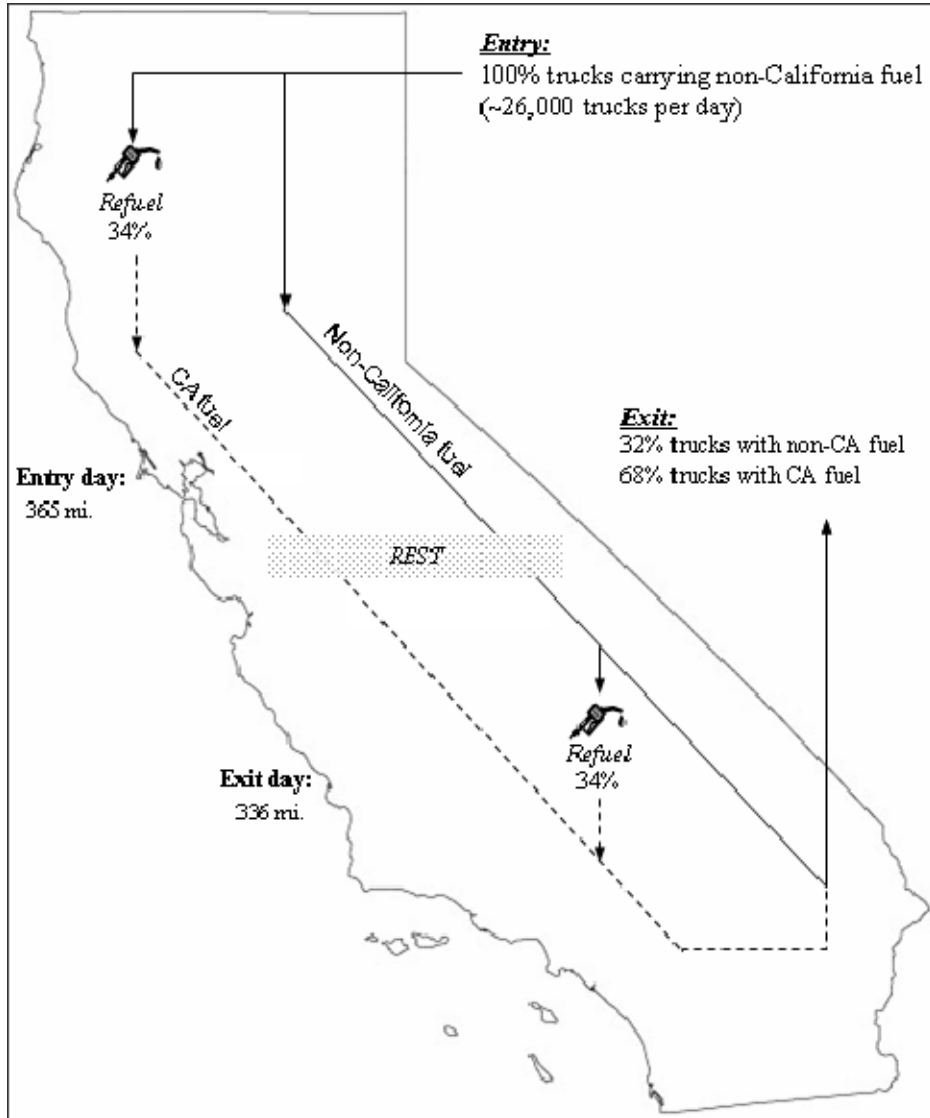 Entry:
100% trucks carrying non-California fuel
(~26,000 trucks per day)
Refuel
34%
Non-California fuel
CA fuel
Exit:
32% trucks with non-CA fuel
68% trucks with CA fuel
Entry day:
365 mi.
REST
Refuel
34%
Exit day:
336 mi.